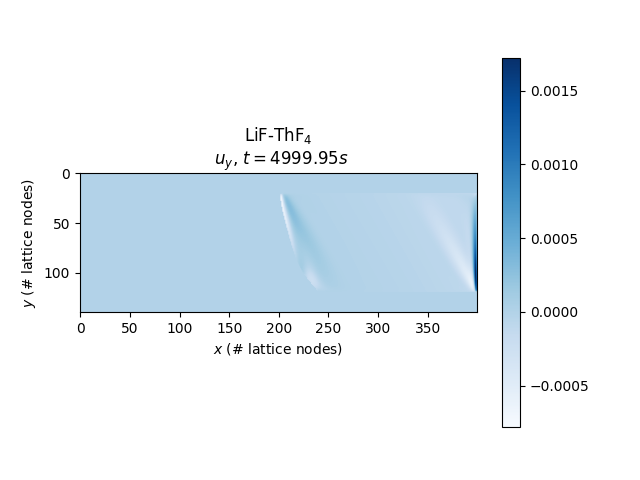 LiF-ThF₄
u_y, t = 4999.95s
0
50
100
y (# lattice nodes)
0 50 100 150 200 250 300 350
x (# lattice nodes)
0.0015
0.0010
0.0005
0.0000
−0.0005